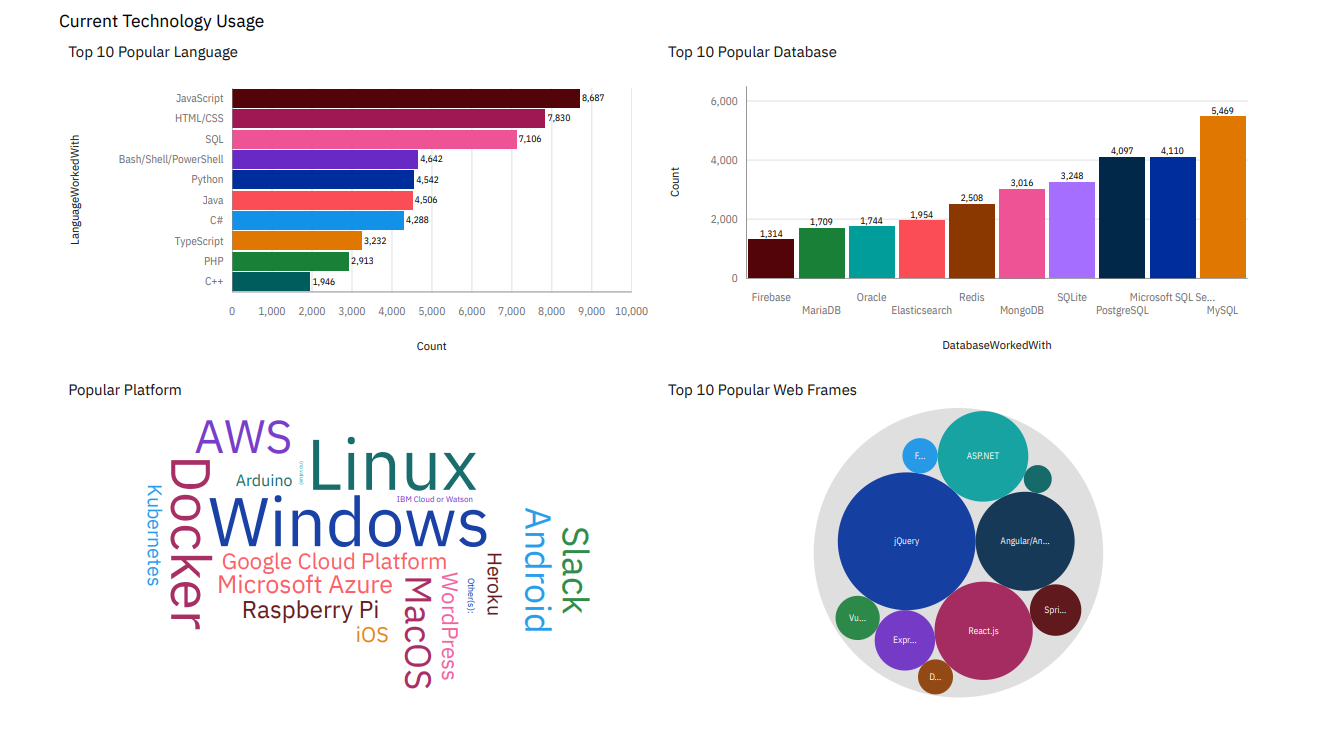 Current Technology Usage
Top 10 Popular Language
LanguageWorkedWith
JavaScript 8,687
HTML/CSS 7,830
SQL 7,106
Bash/Shell/PowerShell 4,642
Python 4,542
Java 4,506
C# 4,288
TypeScript 3,232
PHP 2,913
C++ 1,946
0 1,000 2,000 3,000 4,000 5,000 6,000 7,000 8,000 9,000 10,000
Count
Top 10 Popular Database
Count
6,000
4,000
2,000
0
1,314 1,709 1,744 1,954 2,508 3,016 3,248 4,097 4,110 5,469
Firebase Oracle Redis SQLite Microsoft SQL Se...
MariaDB Elasticsearch MongoDB PostgreSQL MySQL
DatabaseWorkedWith
Popular Platform
AWS
Linux
Arduino
(no value)
IBM Cloud or Watson
Docker
Kubernetes
Windows
Android
Slack
Google Cloud Platform
Microsoft Azure
Raspberry Pi
iOS
MacOS
WordPress
Other(s):
Heroku
Top 10 Popular Web Frames
F...
ASP.NET
jQuery
Angular/An...
Vu...
Expr...
React.js
Spri...
D...